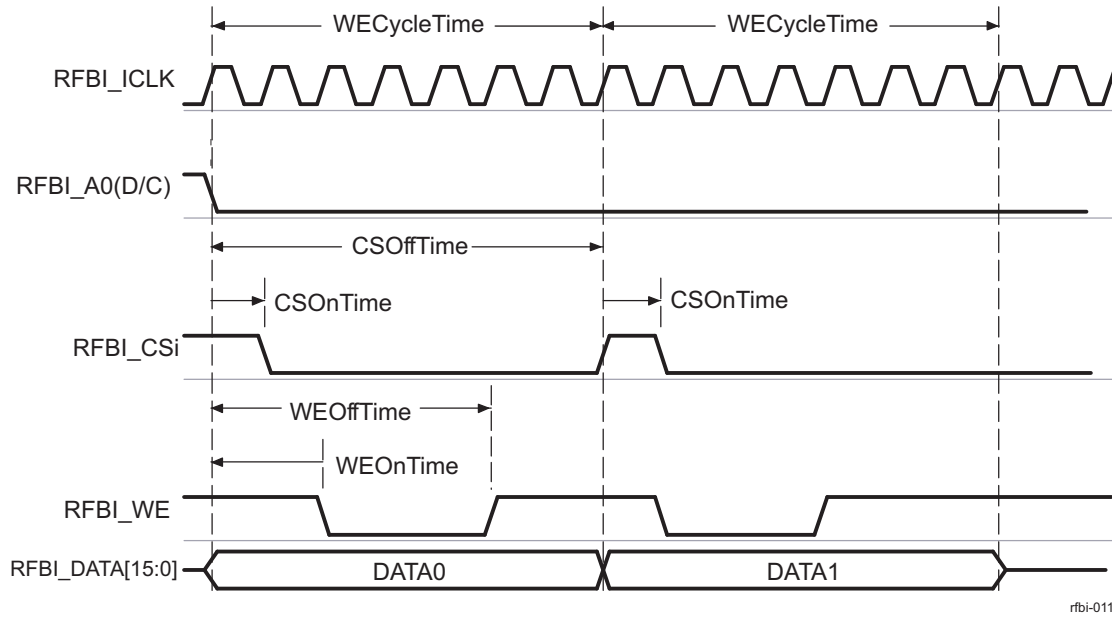 WECycleTime WECycleTime
RFBI_ICLK
RFBI_A0(D/C)
CSOffTime
CSOnTime CSOnTime
RFBI_CSi
WEOffTime
WEOnTime
RFBI_WE
RFBI_DATA[15:0] DATA0 DATA1
rfbi-011